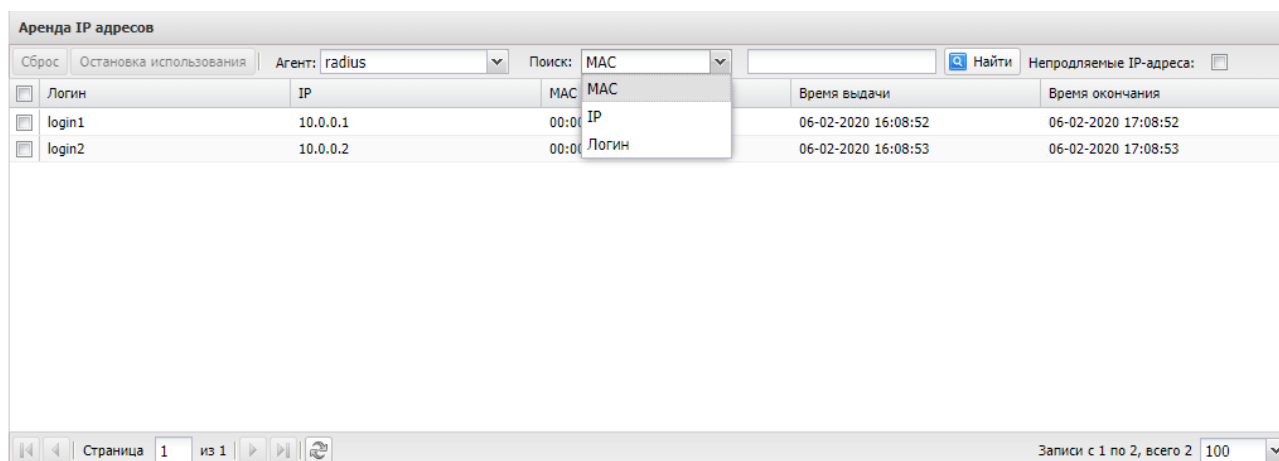 Аренда IP адресов
Сброс Остановка использования Агент: radius Поиск: MAC Найти Непродляемые IP-адреса:
Логин IP MAC Время выдачи Время окончания
MAC
IP
Логин
login1 10.0.0.1 00:00 06-02-2020 16:08:52 06-02-2020 17:08:52
login2 10.0.0.2 00:00 06-02-2020 16:08:53 06-02-2020 17:08:53
Страница 1 из 1 Записи с 1 по 2, всего 2 100